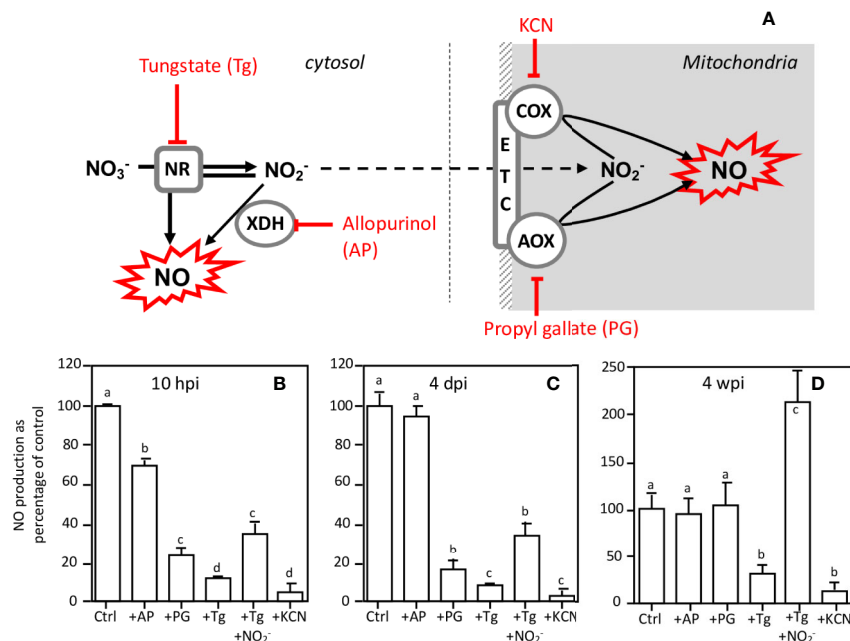 A
KCN
Tungstate (Tg)
cytosol
Mitochondria
COX
NO₃⁻
NR
NO₂⁻
E
T
C
NO₂⁻
NO
XDH
Allopurinol
(AP)
AOX
NO
Propyl gallate (PG)
NO production as
percentage of control
120
100
80
60
40
20
0
10 hpi
B
a
b
c
d
c
d
Ctrl +AP +PG +Tg +Tg +KCN
+NO₂⁻
120
100
80
60
40
20
0
4 dpi
C
a
a
b
c
b
c
Ctrl +AP +PG +Tg +Tg +KCN
+NO₂⁻
250
200
150
100
50
0
4 wpi
D
a
a
a
b
c
b
Ctrl +AP +PG +Tg +Tg +KCN
+NO₂⁻